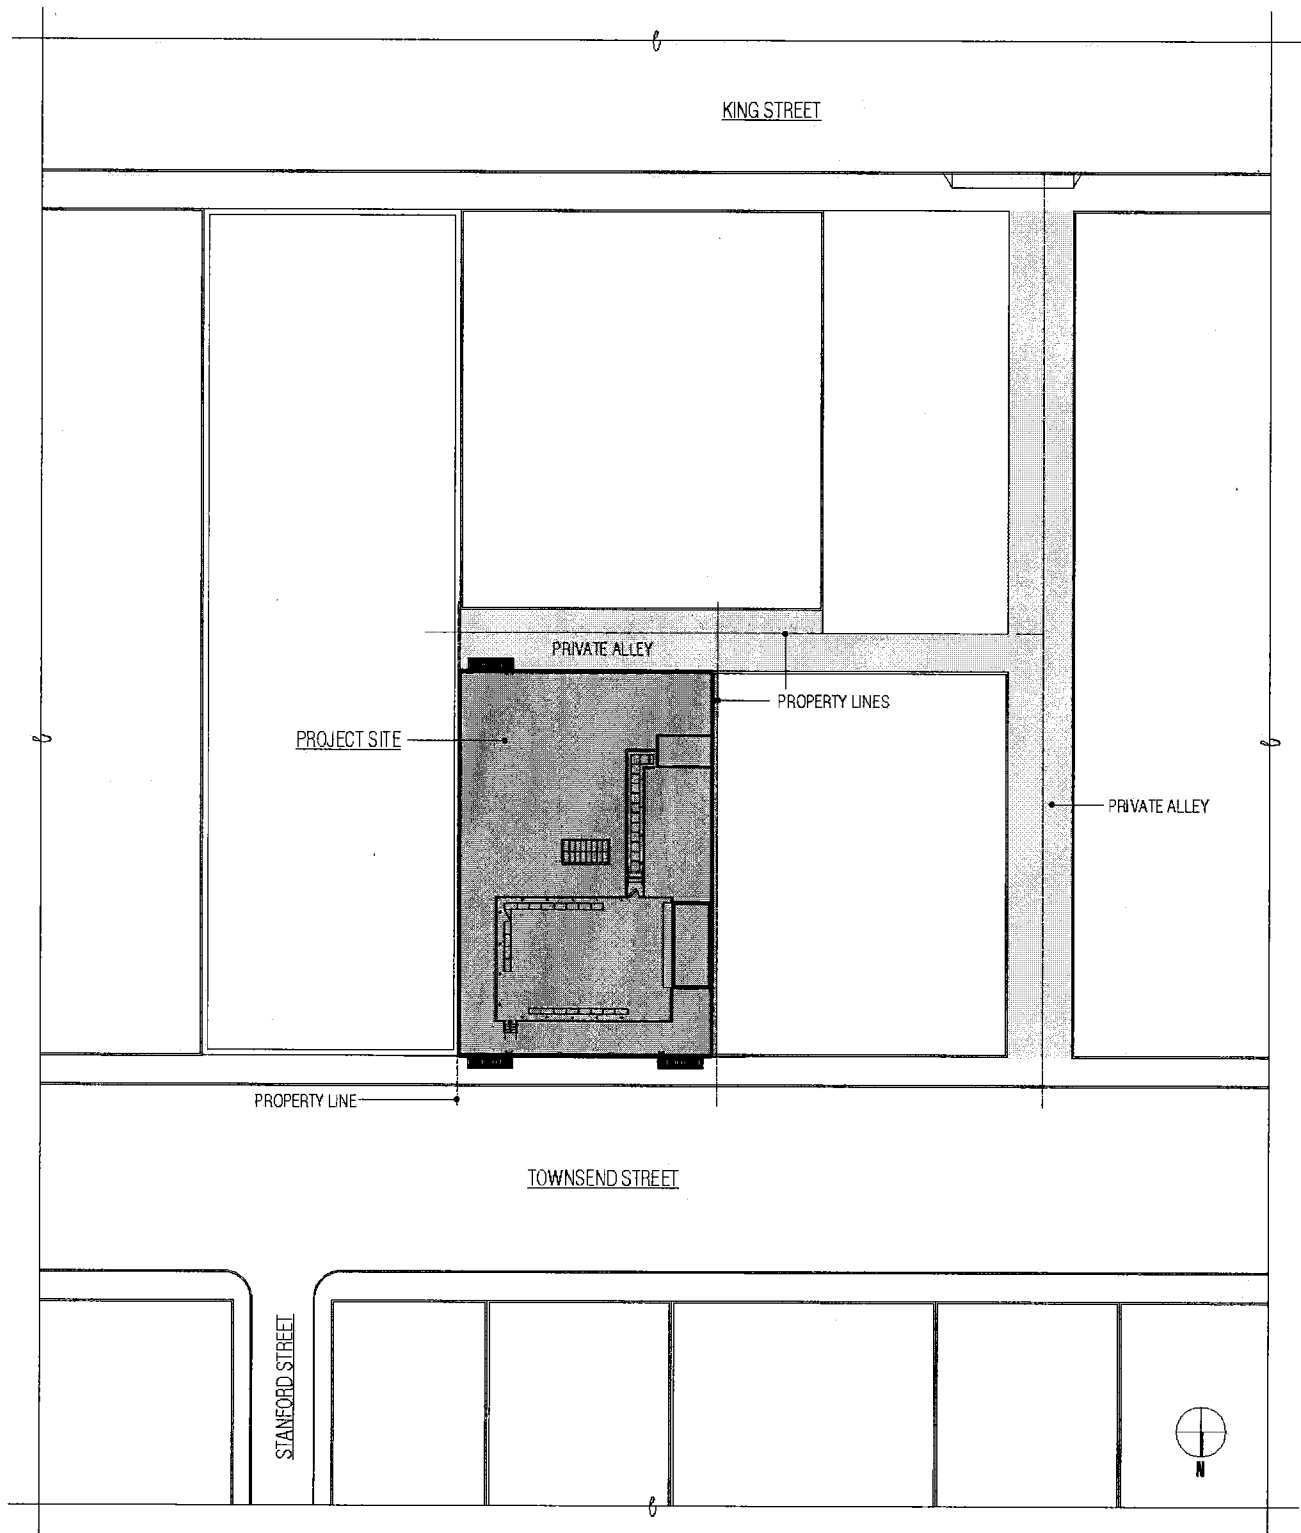 KING STREET
PRIVATE ALLEY
PROPERTY LINES
PROJECT SITE
PRIVATE ALLEY
PROPERTY LINE
TOWNSEND STREET
STANFORD STREET
N